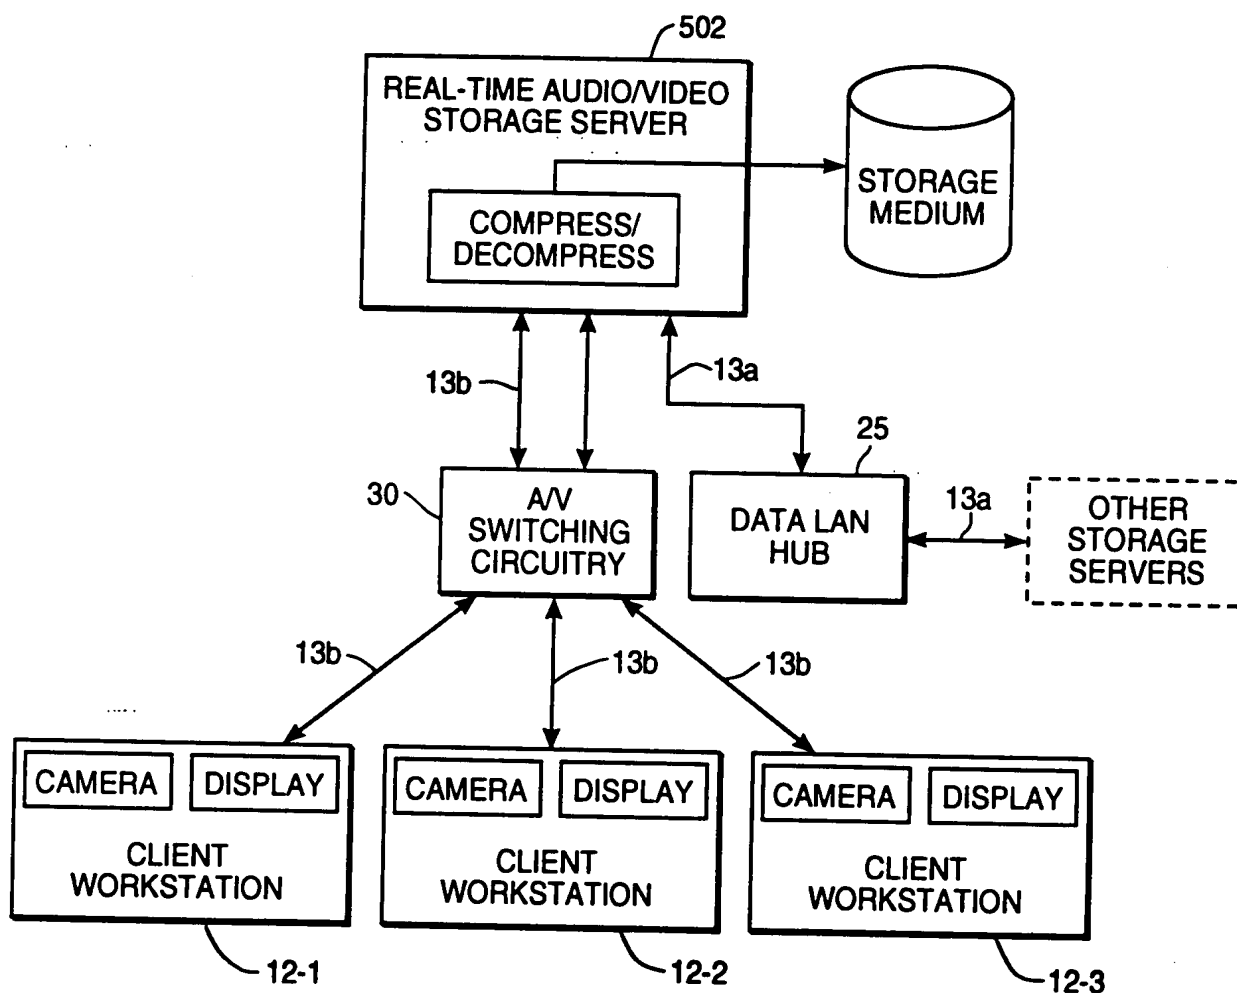 502
REAL-TIME AUDIO/VIDEO
STORAGE SERVER
COMPRESS/
DECOMPRESS
STORAGE
MEDIUM
13b
13a
30
A/V
SWITCHING
CIRCUITRY
25
DATA LAN
HUB
13a
OTHER
STORAGE
SERVERS
13b
13b
13b
CAMERA
DISPLAY
CLIENT
WORKSTATION
12-1
CAMERA
DISPLAY
CLIENT
WORKSTATION
12-2
CAMERA
DISPLAY
CLIENT
WORKSTATION
12-3